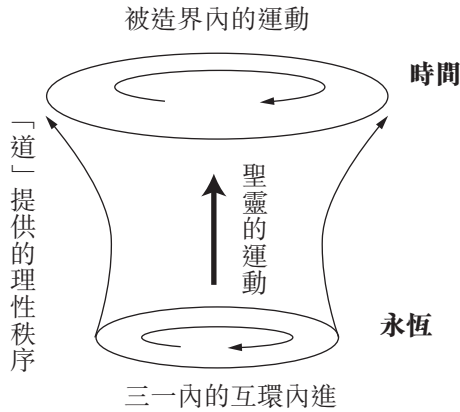 被造界內的運動
時間
「道」提供的理性秩序
聖靈的運動
永恆
三一內的互環內進